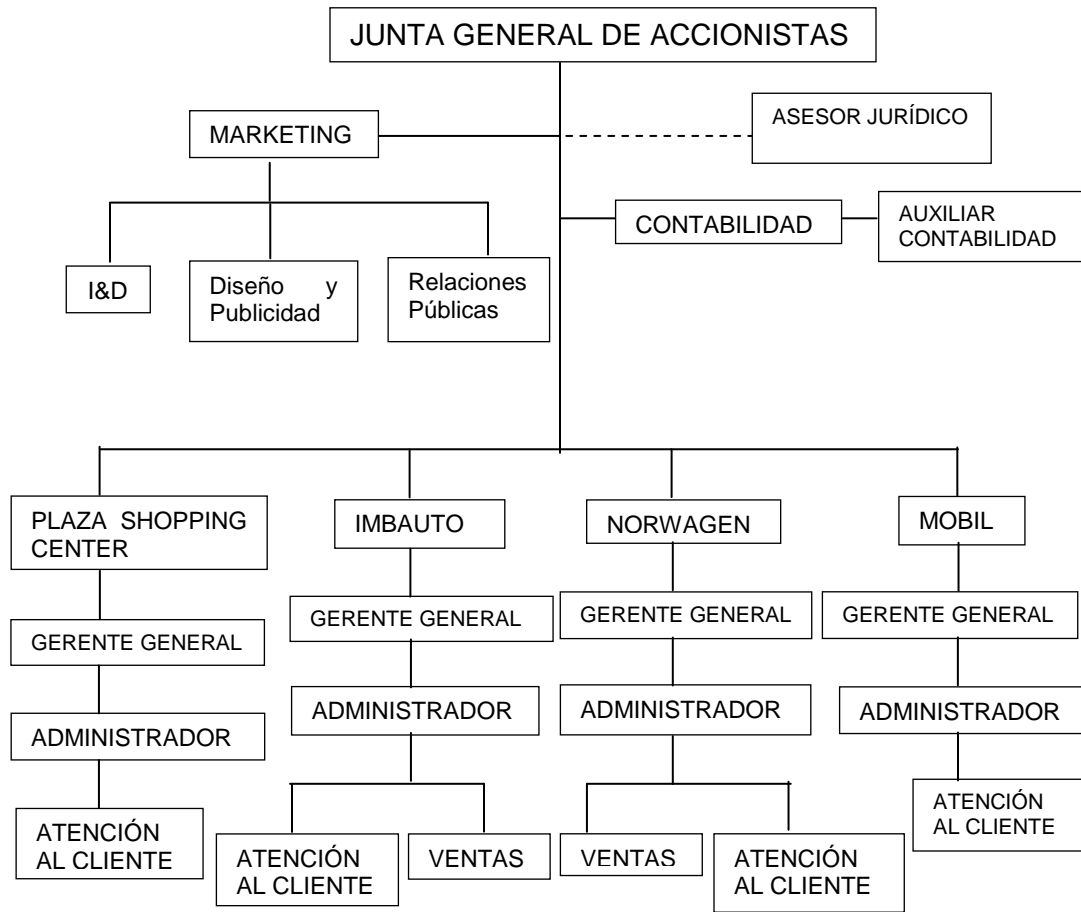 JUNTA GENERAL DE ACCIONISTAS
MARKETING
ASESOR JURÍDICO
CONTABILIDAD
AUXILIAR
CONTABILIDAD
I&D
Diseño y
Publicidad
Relaciones
Públicas
PLAZA SHOPPING
CENTER
IMBAUTO
NORWAGEN
MOBIL
GERENTE GENERAL
GERENTE GENERAL
GERENTE GENERAL
GERENTE GENERAL
ADMINISTRADOR
ADMINISTRADOR
ADMINISTRADOR
ADMINISTRADOR
ATENCIÓN
AL CLIENTE
ATENCIÓN
AL CLIENTE
VENTAS
VENTAS
ATENCIÓN
AL CLIENTE
ATENCIÓN
AL CLIENTE